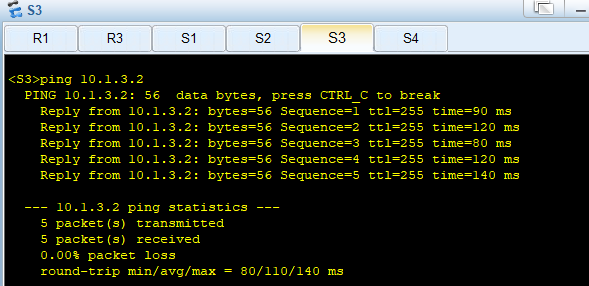 S3
R1 R3 S1 S2 S3 S4
<S3>ping 10.1.3.2
PING 10.1.3.2: 56  data bytes, press CTRL_C to break
Reply from 10.1.3.2: bytes=56 Sequence=1 ttl=255 time=90 ms
Reply from 10.1.3.2: bytes=56 Sequence=2 ttl=255 time=120 ms
Reply from 10.1.3.2: bytes=56 Sequence=3 ttl=255 time=80 ms
Reply from 10.1.3.2: bytes=56 Sequence=4 ttl=255 time=120 ms
Reply from 10.1.3.2: bytes=56 Sequence=5 ttl=255 time=140 ms
--- 10.1.3.2 ping statistics ---
5 packet(s) transmitted
5 packet(s) received
0.00% packet loss
round-trip min/avg/max = 80/110/140 ms